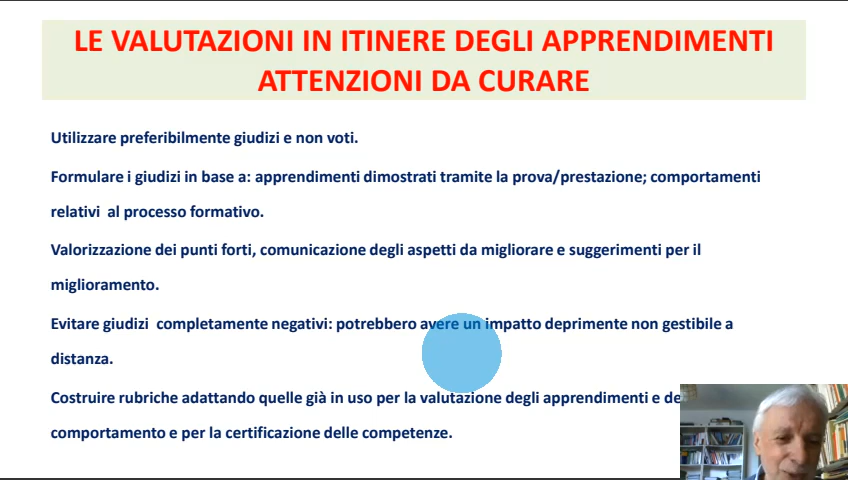 LE VALUTAZIONI IN ITINERE DEGLI APPRENDIMENTI
ATTENZIONI DA CURARE
Utilizzare preferibilmente giudizi e non voti.
Formulare i giudizi in base a: apprendimenti dimostrati tramite la prova/prestazione; comportamenti
relativi al processo formativo.
Valorizzazione dei punti forti, comunicazione degli aspetti da migliorare e suggerimenti per il
miglioramento.
Evitare giudizi completamente negativi: potrebbero avere un impatto deprimente non gestibile a
distanza.
Costruire rubriche adattando quelle già in uso per la valutazione degli apprendimenti e
comportamento e per la certificazione delle competenze.